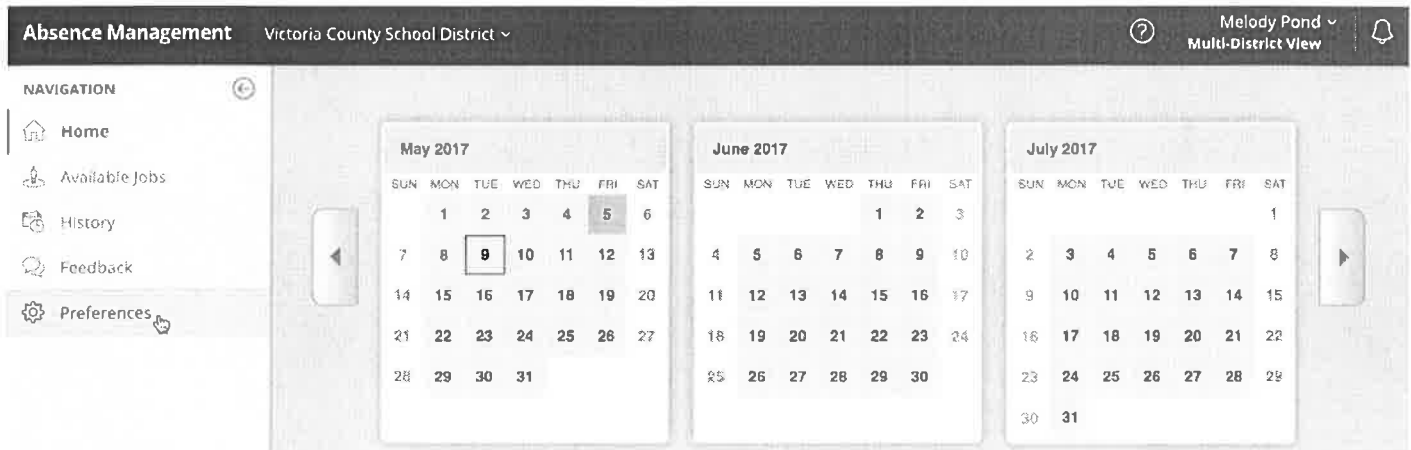 Absence Management Victoria County School District Melody Pond
Multi-District View
NAVIGATION
Home
Available Jobs
History
Feedback
Preferences
May 2017
SUN MON TUE WED THU FRI SAT
1 2 3 4 5 6
7 8 9 10 11 12 13
14 15 16 17 18 19 20
21 22 23 24 25 26 27
28 29 30 31
June 2017
SUN MON TUE WED THU FRI SAT
1 2 3
4 5 6 7 8 9 10
11 12 13 14 15 16 17
18 19 20 21 22 23 24
25 26 27 28 29 30
July 2017
SUN MON TUE WED THU FRI SAT
1
2 3 4 5 6 7 8
9 10 11 12 13 14 15
16 17 18 19 20 21 22
23 24 25 26 27 28 29
30 31